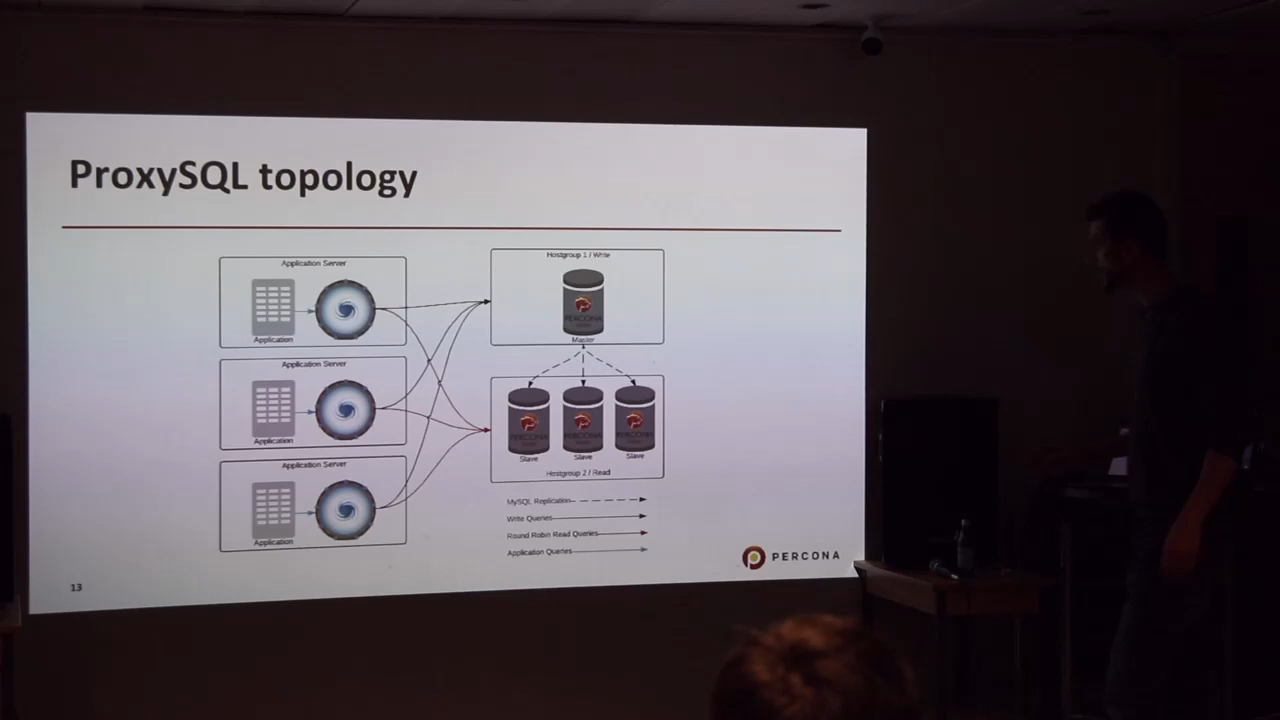 ProxySQL topology
Application Server
Application
Application Server
Application
Application Server
Application
Hostgroup 1 / Write
PERCONA
Master
PERCONA
PERCONA
PERCONA
Slave
Slave
Slave
Hostgroup 2 / Read
MySQL Replication
Write Queries
Round Robin Read Queries
Application Queries
PERCONA
13